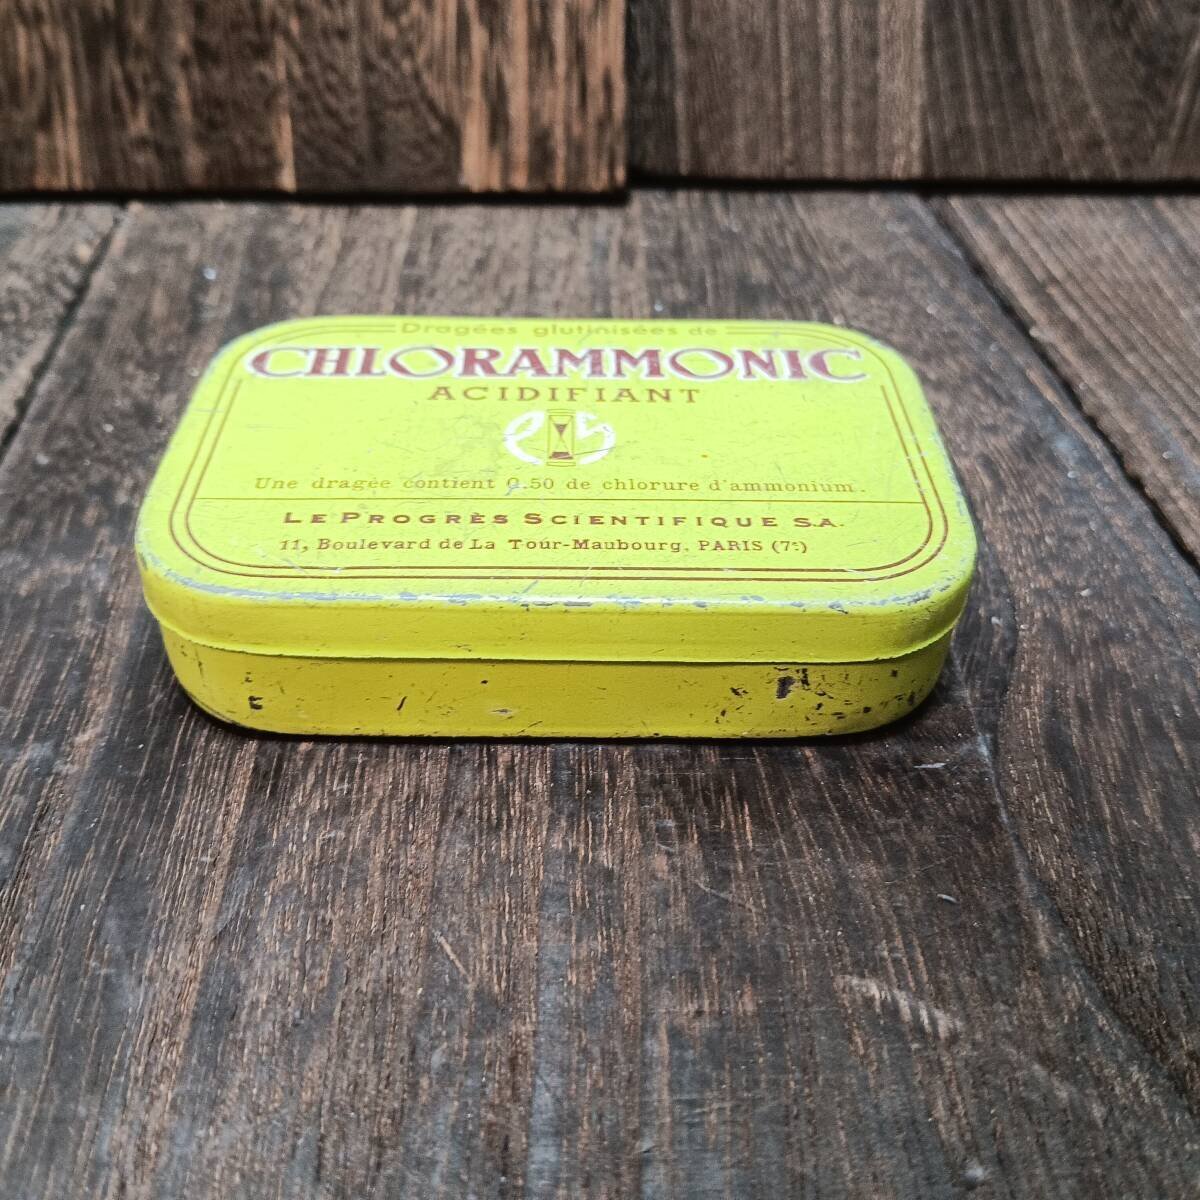 Dragées glutinisées de
CHLORAMMONIC
ACIDIFIANT
PS
Une dragée contient 0.50 de chlorure d'ammonium.
LE PROGRÈS SCIENTIFIQUE S.A.
11, Boulevard de La Tour-Maubourg. PARIS (7e)